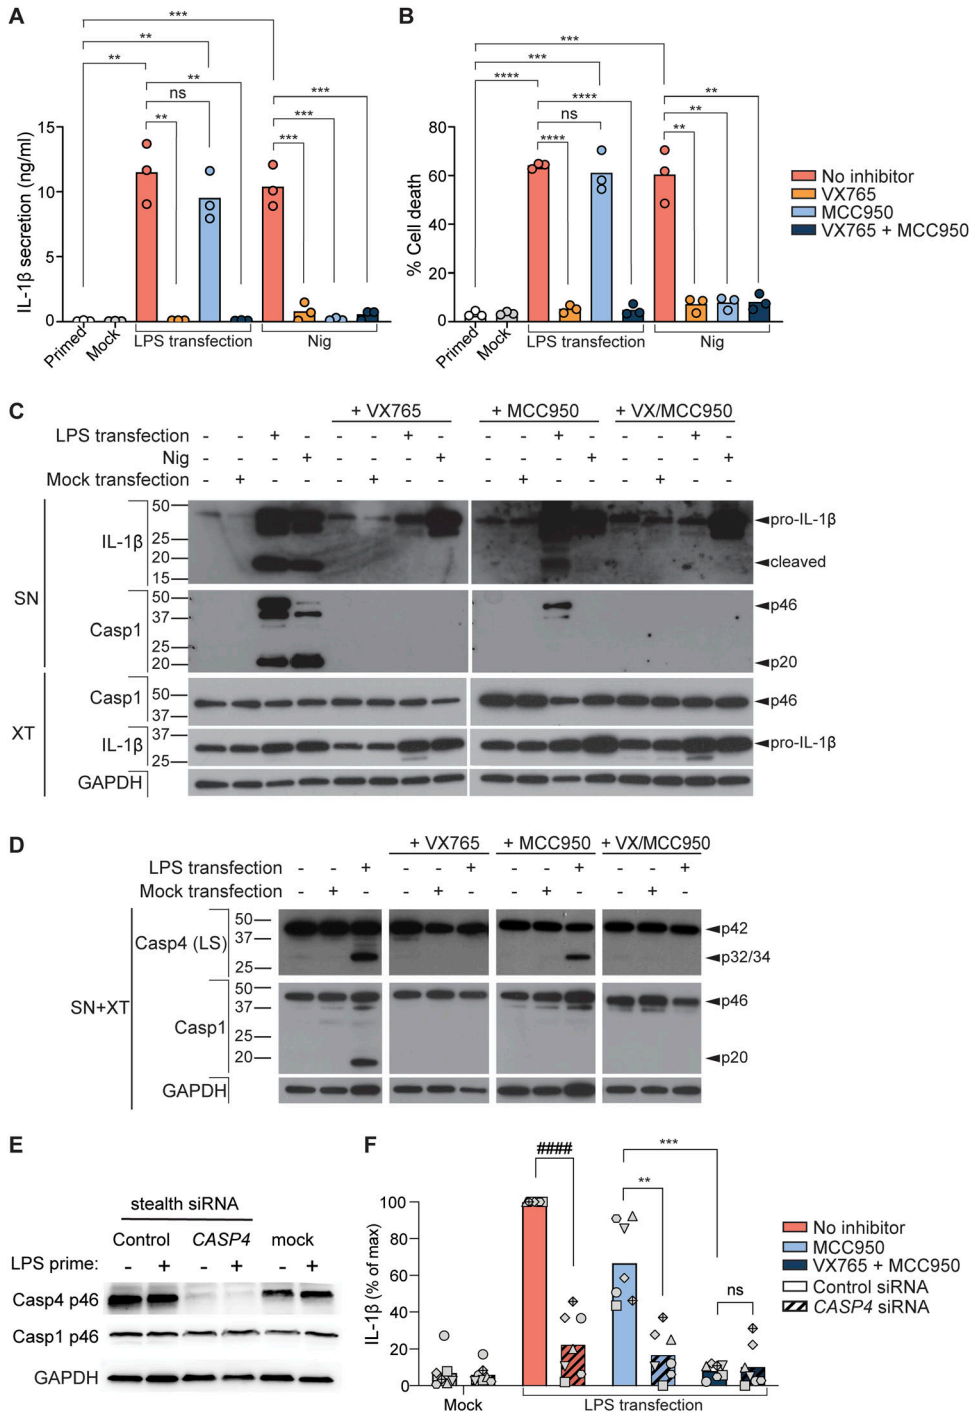 A
***
**
**
**
ns
**
***
***
***
15
10
5
0
IL-1β secretion (ng/ml)
Primed
Mock
LPS transfection
Nig
B
***
***
****
****
ns
****
**
**
**
80
60
40
20
0
% Cell death
Primed
Mock
LPS transfection
Nig
No inhibitor
VX765
MCC950
VX765 + MCC950
C
+ VX765 + MCC950 + VX/MCC950
LPS transfection - - + - - - + - - - + - - - + -
Nig - - - + - - - + - - - + - - - +
Mock transfection - + - - - + - - - + - - - + - -
SN
IL-1β
50
25
20
15
pro-IL-1β
cleaved
Casp1
50
37
25
20
p46
p20
XT
Casp1
50
37
p46
IL-1β
37
25
pro-IL-1β
GAPDH
D
+ VX765 + MCC950 + VX/MCC950
LPS transfection - - + - - + - - + - - +
Mock transfection - + - - + - - + - - + -
SN+XT
Casp4 (LS)
50
37
25
p42
p32/34
Casp1
50
37
25
20
p46
p20
GAPDH
E
stealth siRNA
Control CASP4 mock
LPS prime: - + - + - +
Casp4 p46
Casp1 p46
GAPDH
F
####
***
**
ns
100
80
60
40
20
0
IL-1β (% of max)
Mock
LPS transfection
No inhibitor
MCC950
VX765 + MCC950
Control siRNA
CASP4 siRNA